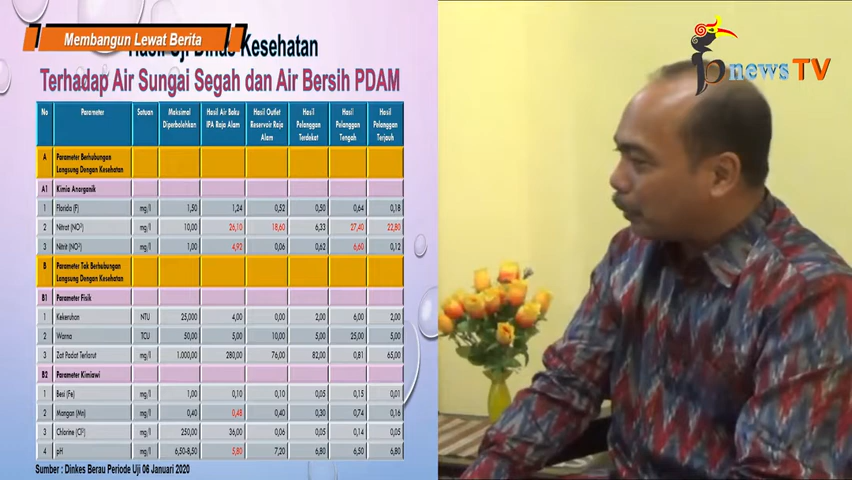 Membangun Lewat Berita
Hasil Uji Dinas Kesehatan
Terhadap Air Sungai Segah dan Air Bersih PDAM
No Parameter Satuan Maksimal Diperbolehkan Hasil Air Baku IPA Raja Alam Hasil Outlet Reservoir Raja Alam Hasil Pelanggan Terdekat Hasil Pelanggan Tengah Hasil Pelanggan Terjauh
A Parameter Berhubungan Langsung Dengan Kesehatan
A1 Kimia Anorganik
1 Florida (F) mg/l 1,50 1,24 0,52 0,50 0,64 0,18
2 Nitrat (NO³) mg/l 10,00 26,10 18,60 6,33 27,40 22,80
3 Nitrit (NO²) mg/l 1,00 4,92 0,06 0,62 6,60 0,12
B Parameter Tak Berhubungan Langsung Dengan Kesehatan
B1 Parameter Fisik
1 Kekeruhan NTU 25,000 4,00 0,00 2,00 6,00 2,00
2 Warna TCU 50,00 5,00 10,00 5,00 25,00 5,00
3 Zat Padat Terlarut mg/l 1.000,00 280,00 76,00 82,00 0,81 65,00
B2 Parameter Kimiawi
1 Besi (Fe) mg/l 1,00 0,10 0,10 0,05 0,15 0,01
2 Mangan (Mn) mg/l 0,40 0,48 0,40 0,30 0,74 0,16
3 Chlorine (Cl²) mg/l 250,00 36,00 0,06 0,05 0,14 0,05
4 pH mg/l 6,50-8,50 5,80 7,20 6,80 6,50 6,80
Sumber : Dinkes Berau Periode Uji 06 Januari 2020
pnews TV